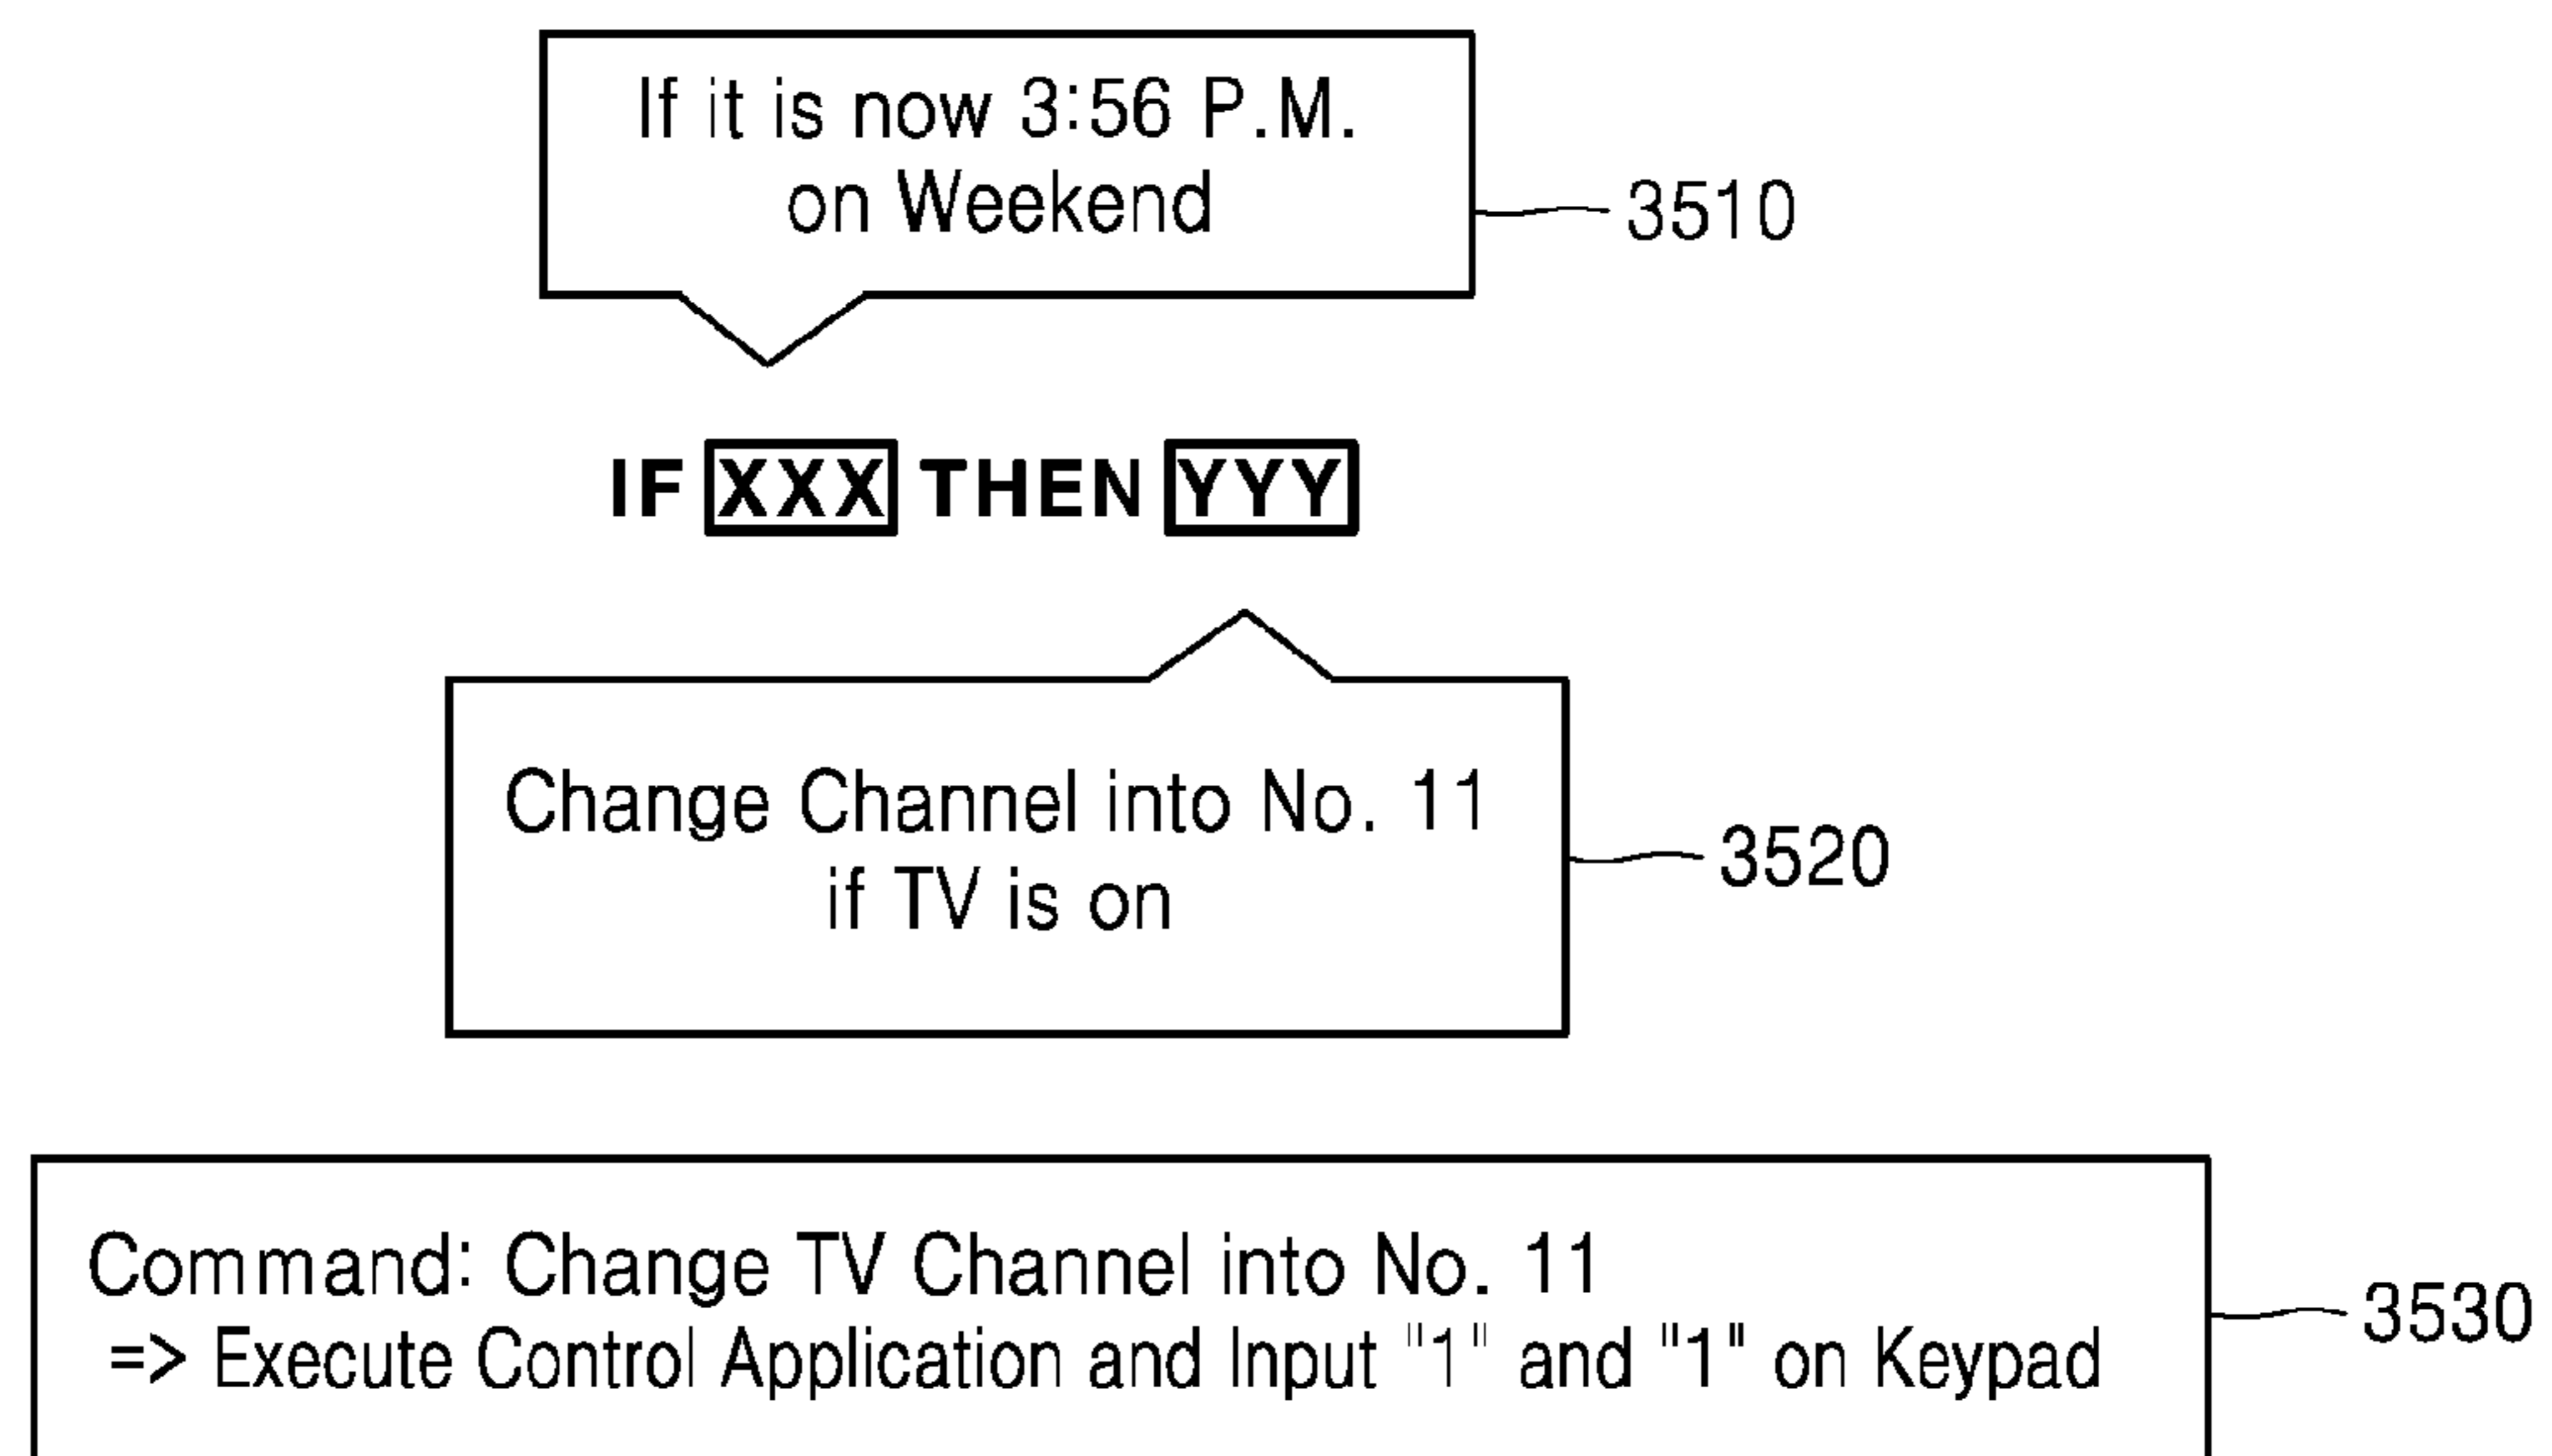 If it is now 3:56 P.M.
on Weekend
3510
IF XXX THEN YYY
Change Channel into No. 11
if TV is on
3520
Command: Change TV Channel into No. 11
=> Execute Control Application and Input "1" and "1" on Keypad
3530